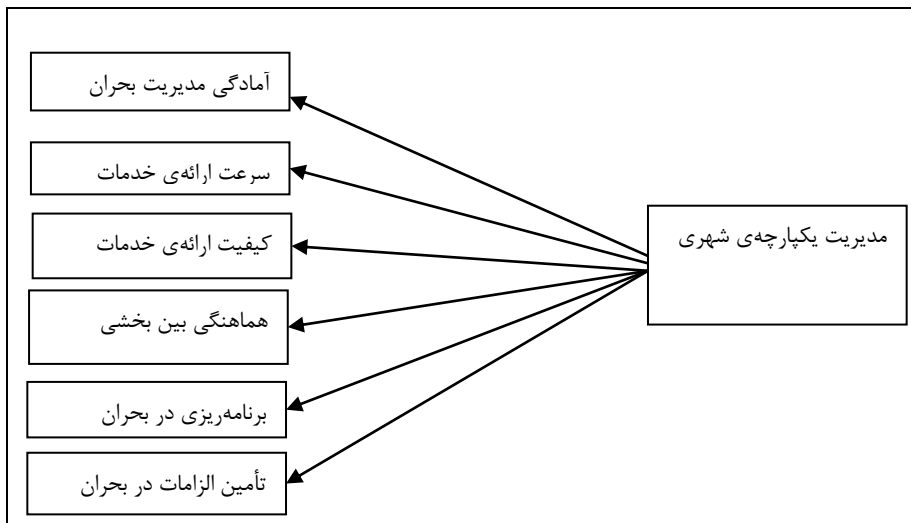 آمادگی مدیریت بحران
سرعت ارائه‌ی خدمات
مدیریت یکپارچه‌ی شهری
کیفیت ارائه‌ی خدمات
هماهنگی بین بخشی
برنامه‌ریزی در بحران
تأمین الزامات در بحران